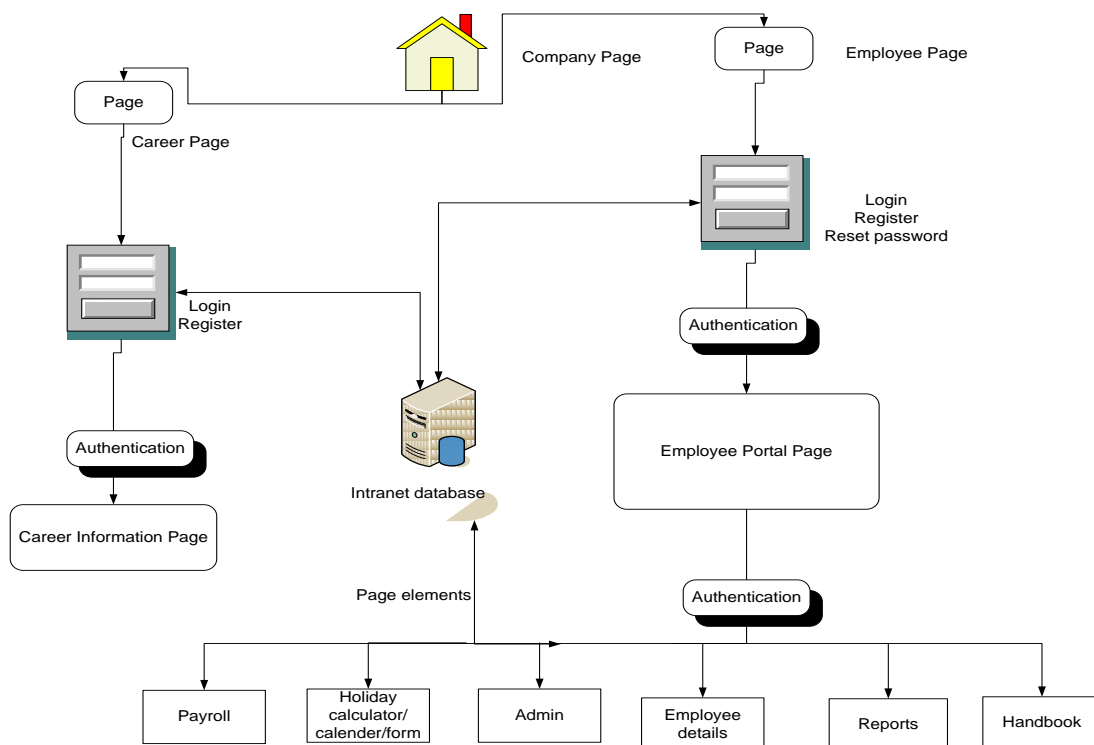 Page
Company Page
Employee Page
Page
Career Page
Login
Register
Reset password
Login
Register
Authentication
Authentication
Employee Portal Page
Intranet database
Career Information Page
Page elements
Authentication
Payroll
Holiday
calculator/
calender/form
Admin
Employee
details
Reports
Handbook